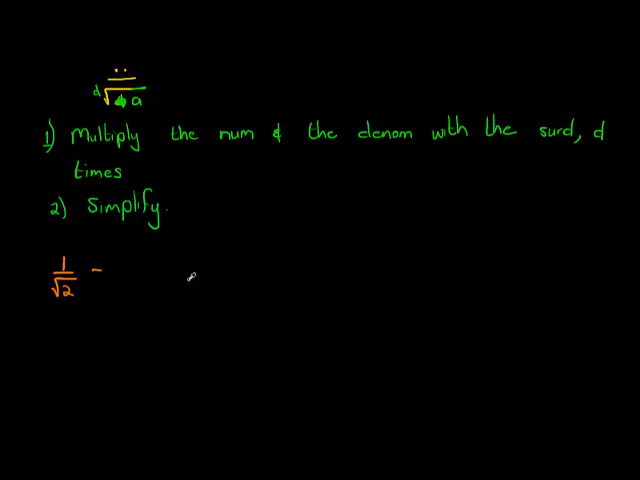 ..
d√a
1) Multiply the num & the denom with the surd, d
times
2) Simplify.
1/√2 -